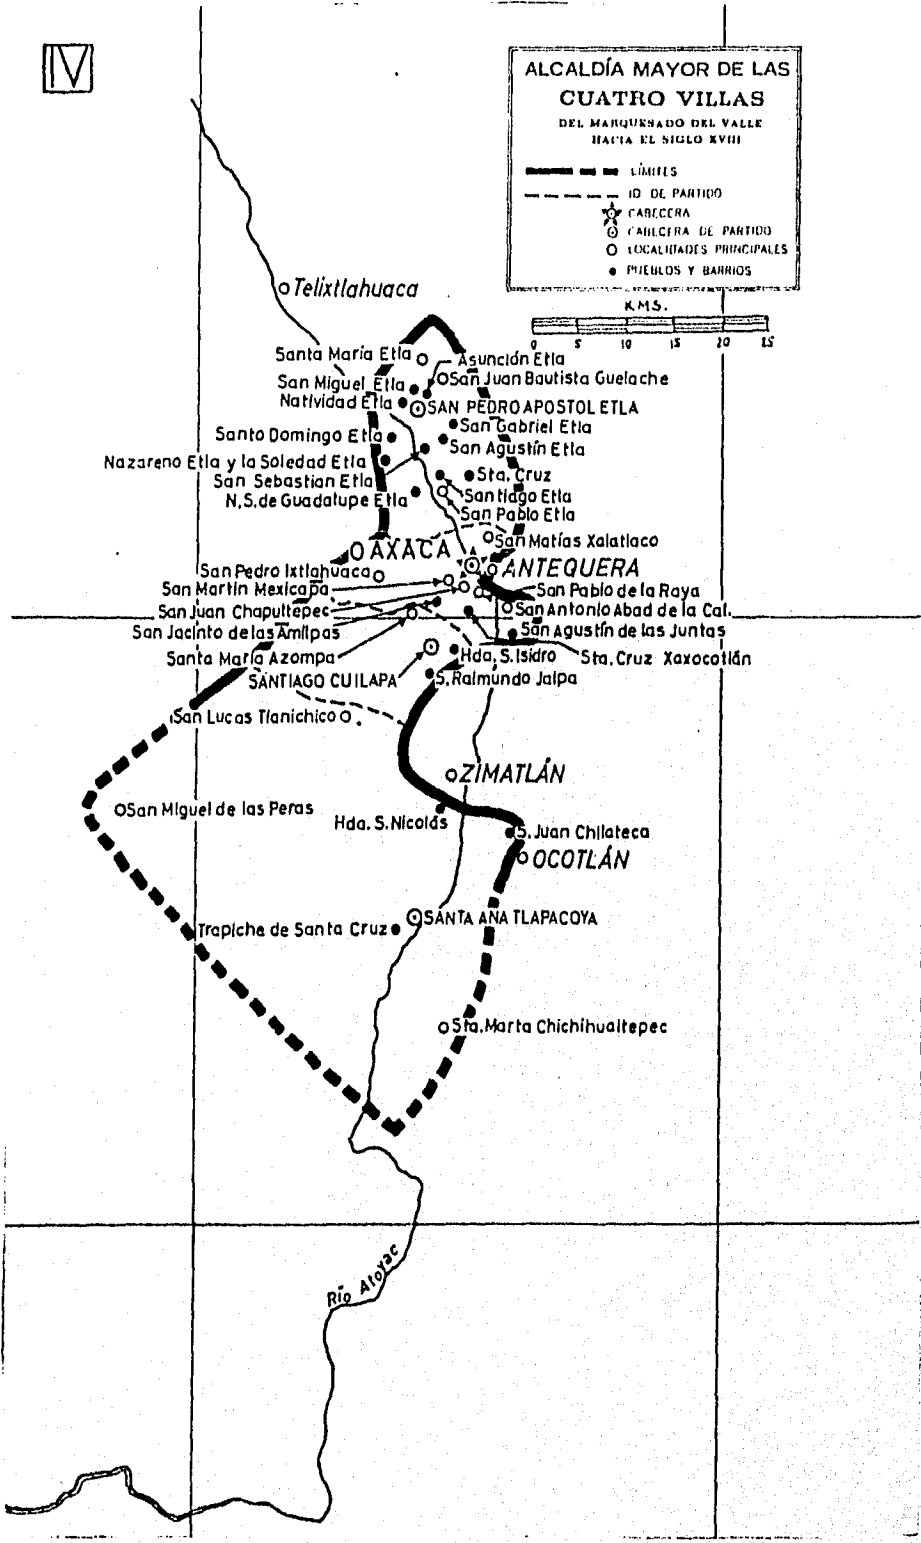 IV
ALCALDÍA MAYOR DE LAS
CUATRO VILLAS
DEL MARQUESADO DEL VALLE
HACIA EL SIGLO XVIII
LÍMITES
ID DE PARTIDO
CABECERA
CABECERA DE PARTIDO
LOCALIDADES PRINCIPALES
PUEBLOS Y BARRIOS
KMS.
0 5 10 15 20 25
Telixtlahuaca
Santa María Etla
Asunción Etla
San Miguel Etla
San Juan Bautista Guelache
Natividad Etla
SAN PEDRO APOSTOL ETLA
San Gabriel Etla
Santo Domingo Etla
San Agustín Etla
Nazareno Etla y la Soledad Etla
Sta. Cruz
San Sebastian Etla
Santiago Etla
N.S. de Guadalupe Etla
San Pablo Etla
San Matías Xalatlaco
OAXACA
ANTEQUERA
San Pedro Ixtlahuaca
San Martín Mexicapa
San Pablo de la Raya
San Juan Chapultepec
San Antonio Abad de la Cal.
San Jacinto de las Amilpas
San Agustín de las Juntas
Santa María Azompa
Hda. S. Isidro
Sta. Cruz Xaxocotlán
SANTIAGO CUILAPA
S. Raimundo Jalpa
San Lucas Tlanichico
ZIMATLÁN
San Miguel de las Peras
Hda. S. Nicolás
S. Juan Chilateca
OCOTLÁN
SANTA ANA TLAPACOYA
Trapiche de Santa Cruz
Sta. Marta Chichihualtepec
Río Atoyac